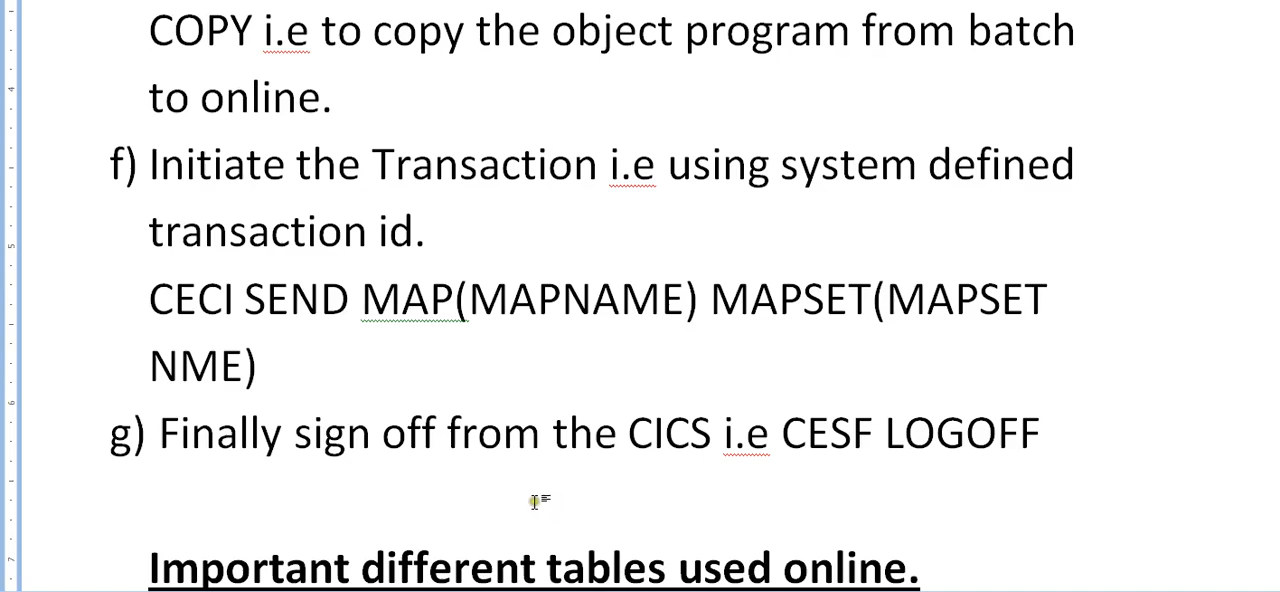 COPY i.e to copy the object program from batch
to online.
f) Initiate the Transaction i.e using system defined
transaction id.
CECI SEND MAP(MAPNAME) MAPSET(MAPSET
NME)
g) Finally sign off from the CICS i.e CESF LOGOFF
Important different tables used online.